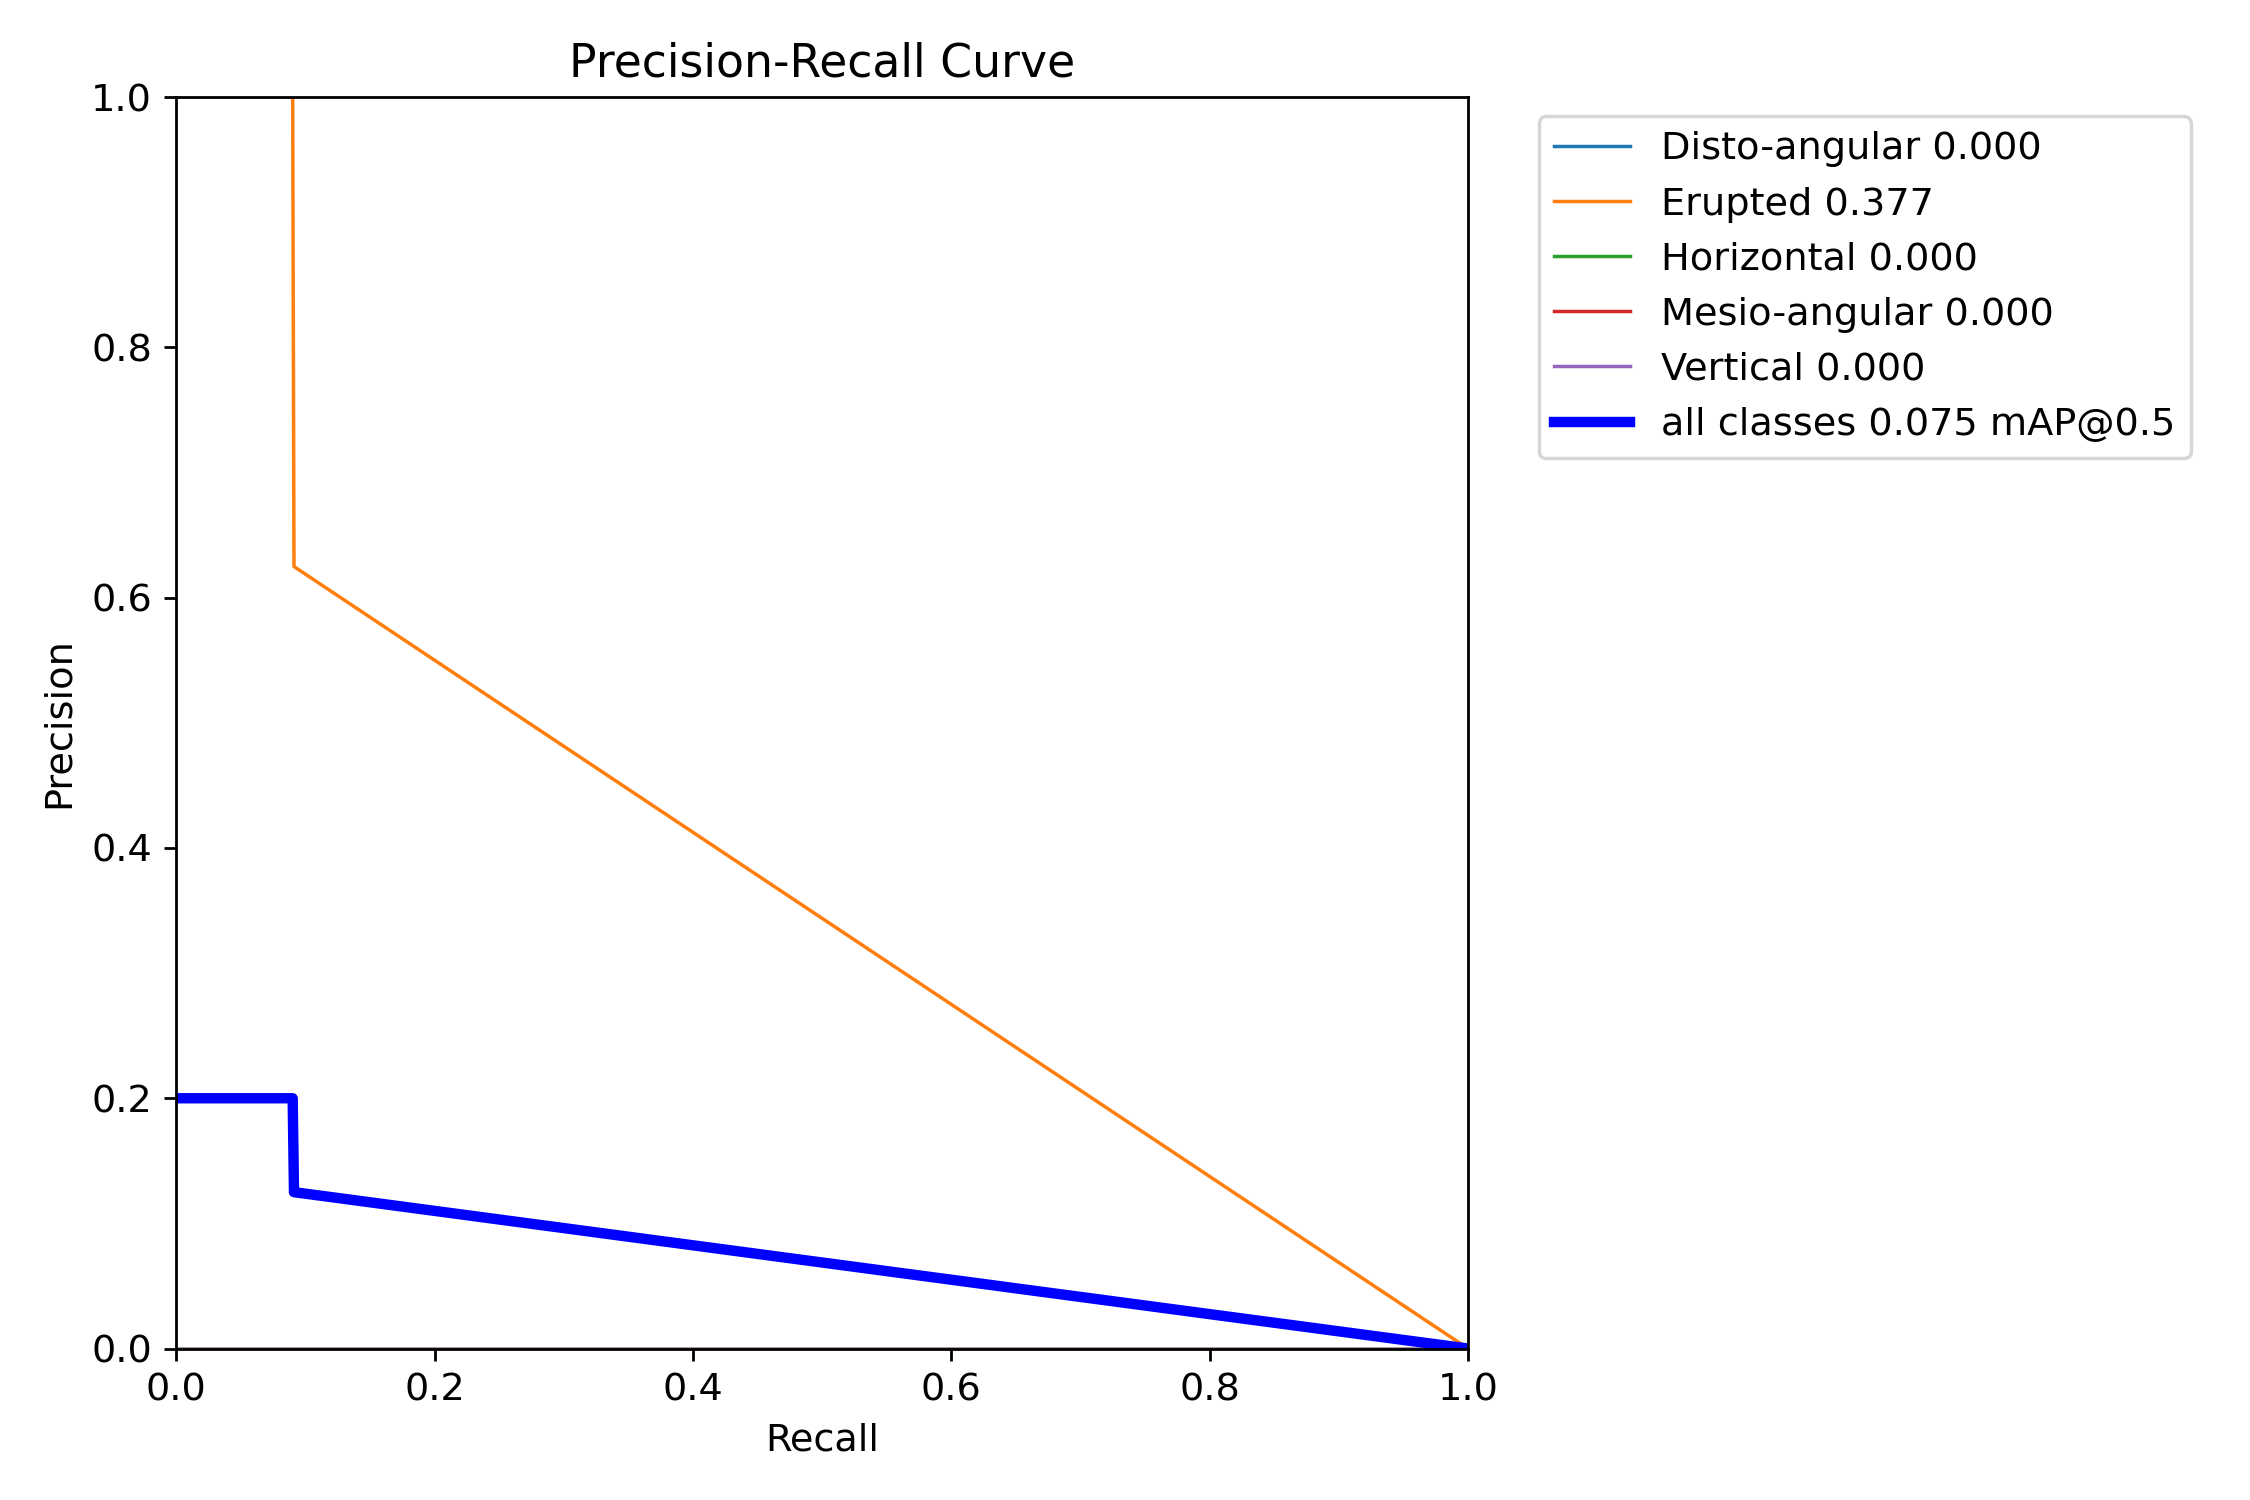 Precision-Recall Curve
1.0
0.8
0.6
0.4
0.2
0.0
Precision
0.0 0.2 0.4 0.6 0.8 1.0
Recall
Disto-angular 0.000
Erupted 0.377
Horizontal 0.000
Mesio-angular 0.000
Vertical 0.000
all classes 0.075 mAP@0.5